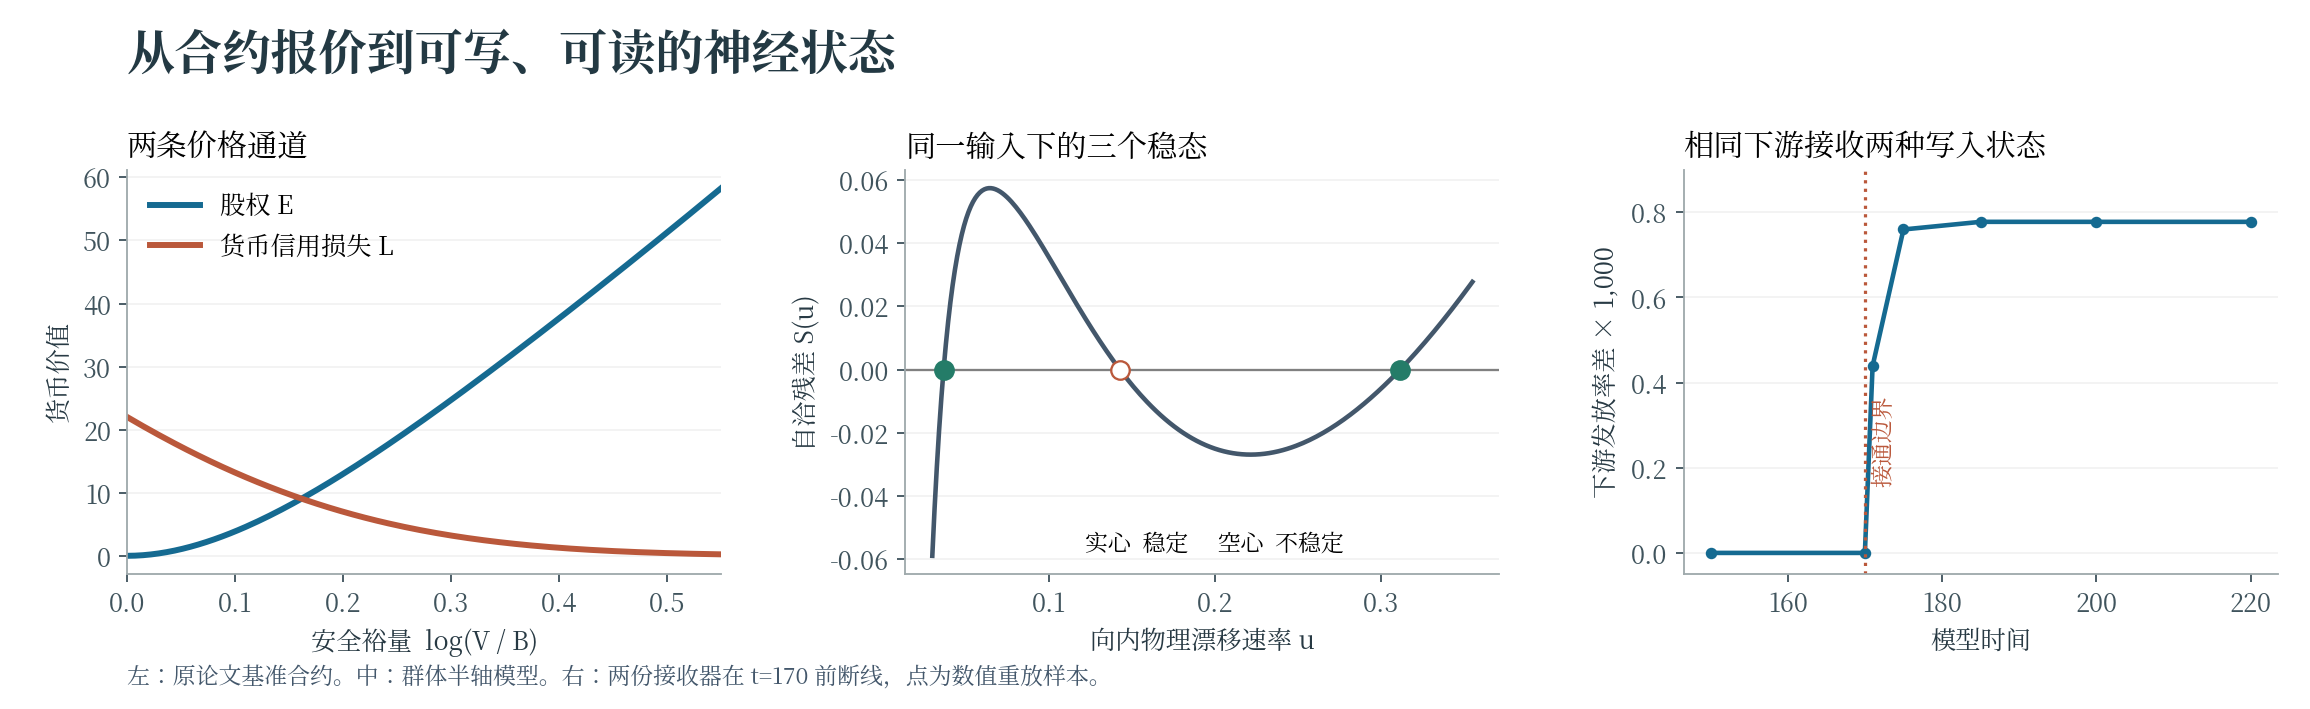 从合约报价到可写、可读的神经状态
两条价格通道
股权 E
货币信用损失 L
货币价值
60
50
40
30
20
10
0
0.0 0.1 0.2 0.3 0.4 0.5
安全裕量 log(V / B)
同一输入下的三个稳态
自洽残差 S(u)
0.06
0.04
0.02
0.00
-0.02
-0.04
-0.06
实心 稳定 空心 不稳定
0.1 0.2 0.3
向内物理漂移速率 u
相同下游接收两种写入状态
下游发放率差 × 1,000
0.8
0.6
0.4
0.2
0.0
接通边界
160 180 200 220
模型时间
左：原论文基准合约。中：群体半轴模型。右：两份接收器在 t=170 前断线，点为数值重放样本。